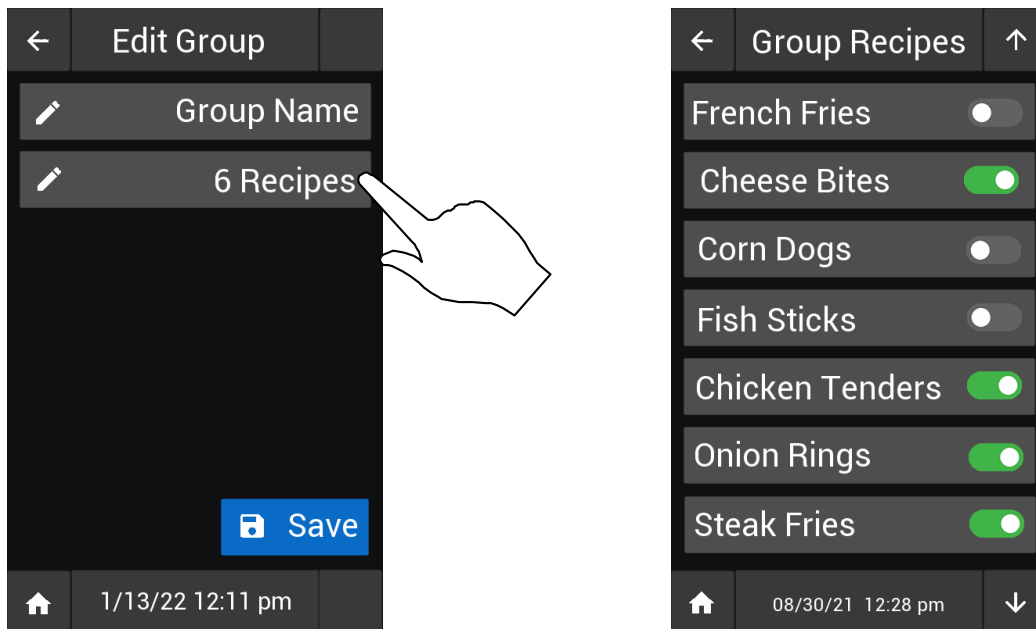 Edit Group
Group Name
6 Recipes
Save
1/13/22 12:11 pm
Group Recipes
French Fries
Cheese Bites
Corn Dogs
Fish Sticks
Chicken Tenders
Onion Rings
Steak Fries
08/30/21 12:28 pm